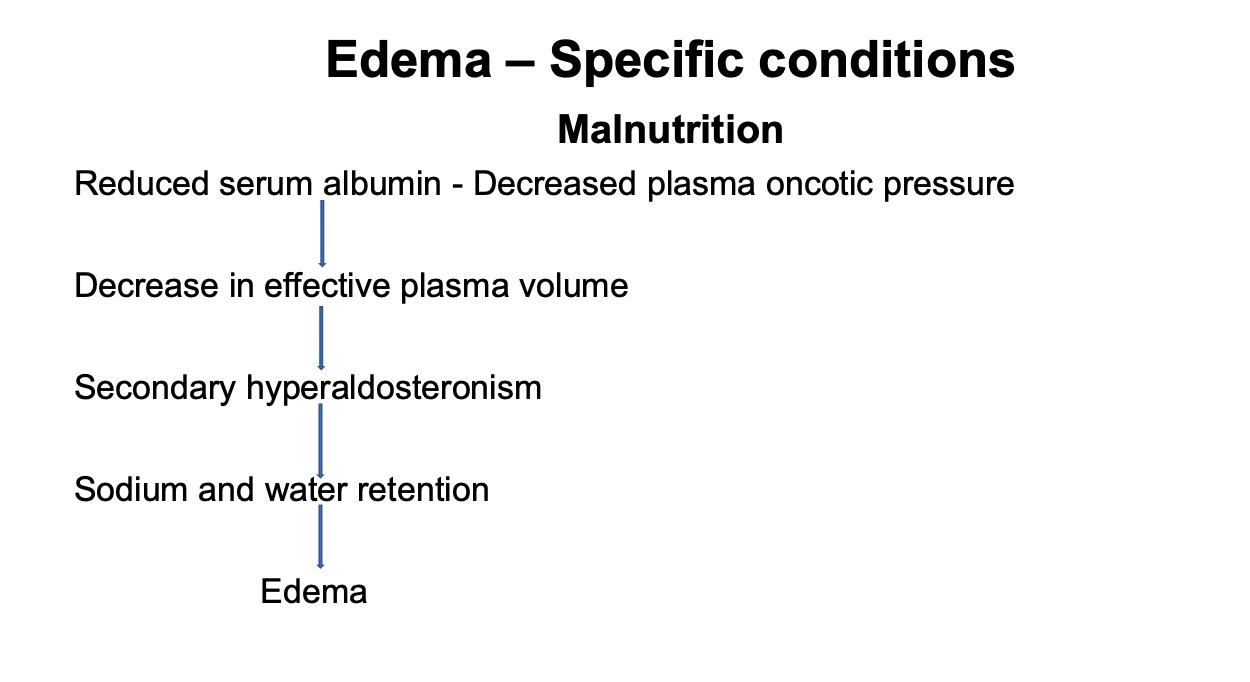 Edema – Specific conditions
Malnutrition
Reduced serum albumin - Decreased plasma oncotic pressure
Decrease in effective plasma volume
Secondary hyperaldosteronism
Sodium and water retention
Edema